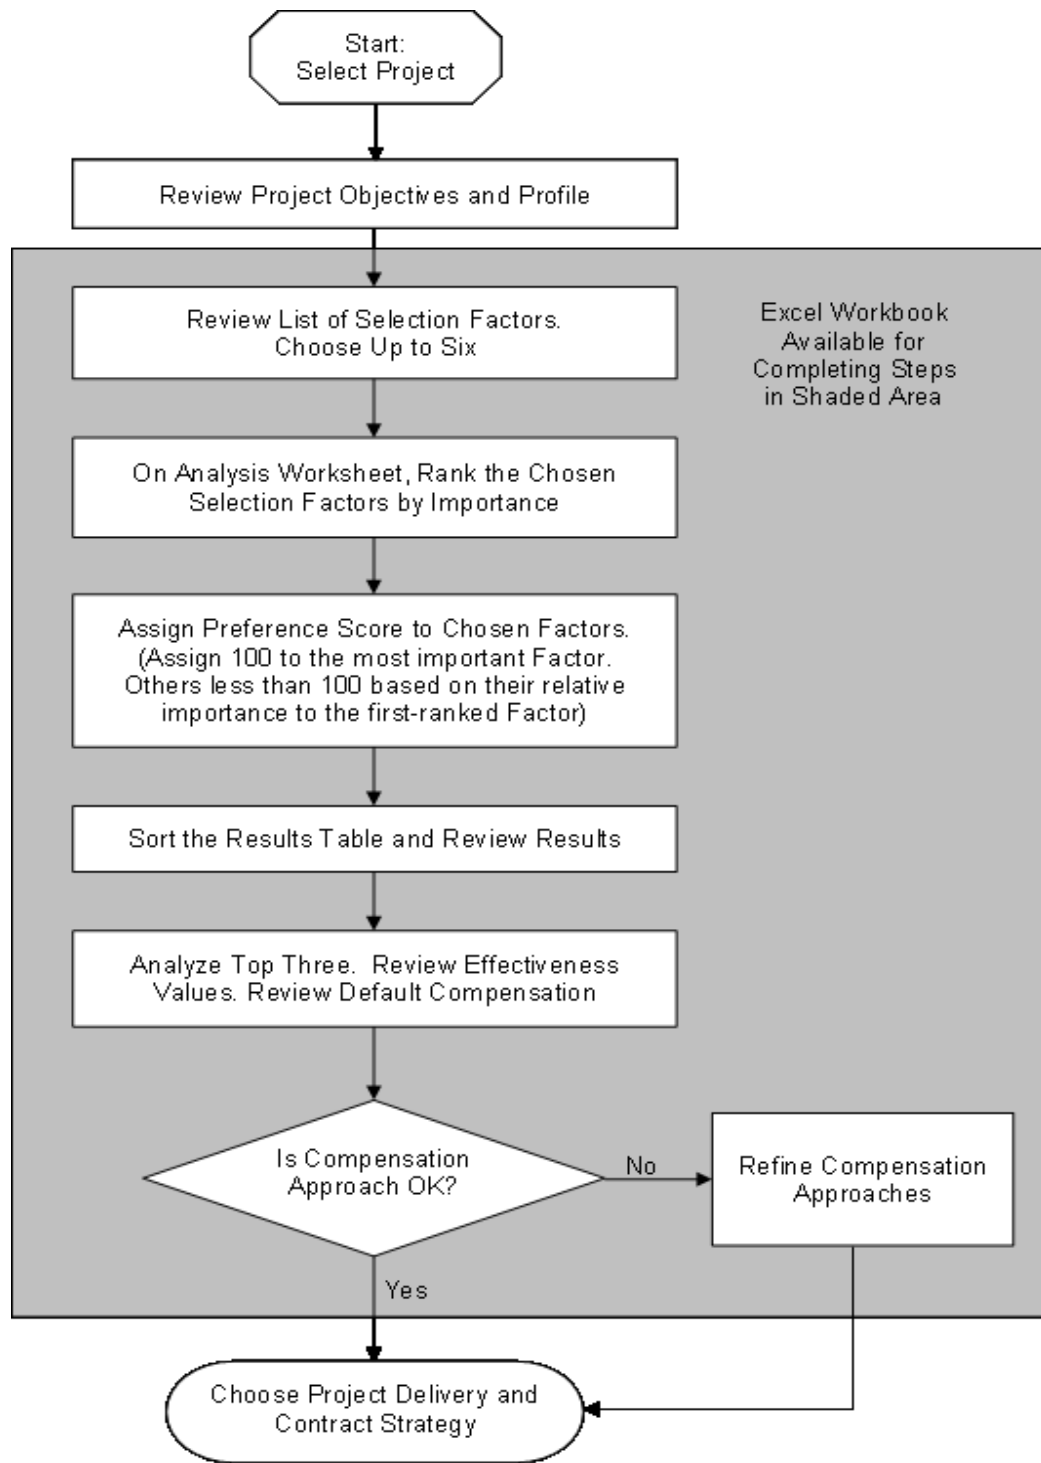 Start:
Select Project
Review Project Objectives and Profile
Review List of Selection Factors.
Choose Up to Six
Excel Workbook
Available for
Completing Steps
in Shaded Area
On Analysis Worksheet, Rank the Chosen
Selection Factors by Importance
Assign Preference Score to Chosen Factors.
(Assign 100 to the most important Factor.
Others less than 100 based on their relative
importance to the first-ranked Factor)
Sort the Results Table and Review Results
Analyze Top Three. Review Effectiveness
Values. Review Default Compensation
Is Compensation
Approach OK?
No
Refine Compensation
Approaches
Yes
Choose Project Delivery and
Contract Strategy